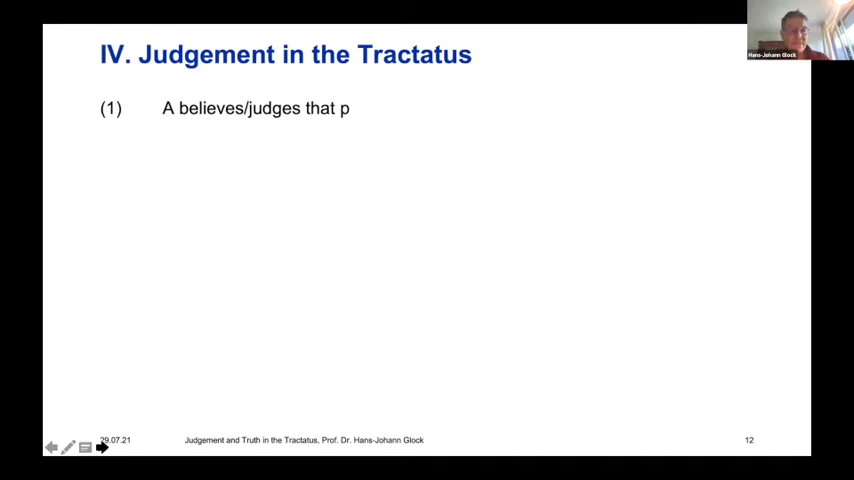 IV. Judgement in the Tractatus
Hans-Johann Glock
(1) A believes/judges that p
29.07.21 Judgement and Truth in the Tractatus, Prof. Dr. Hans-Johann Glock 12